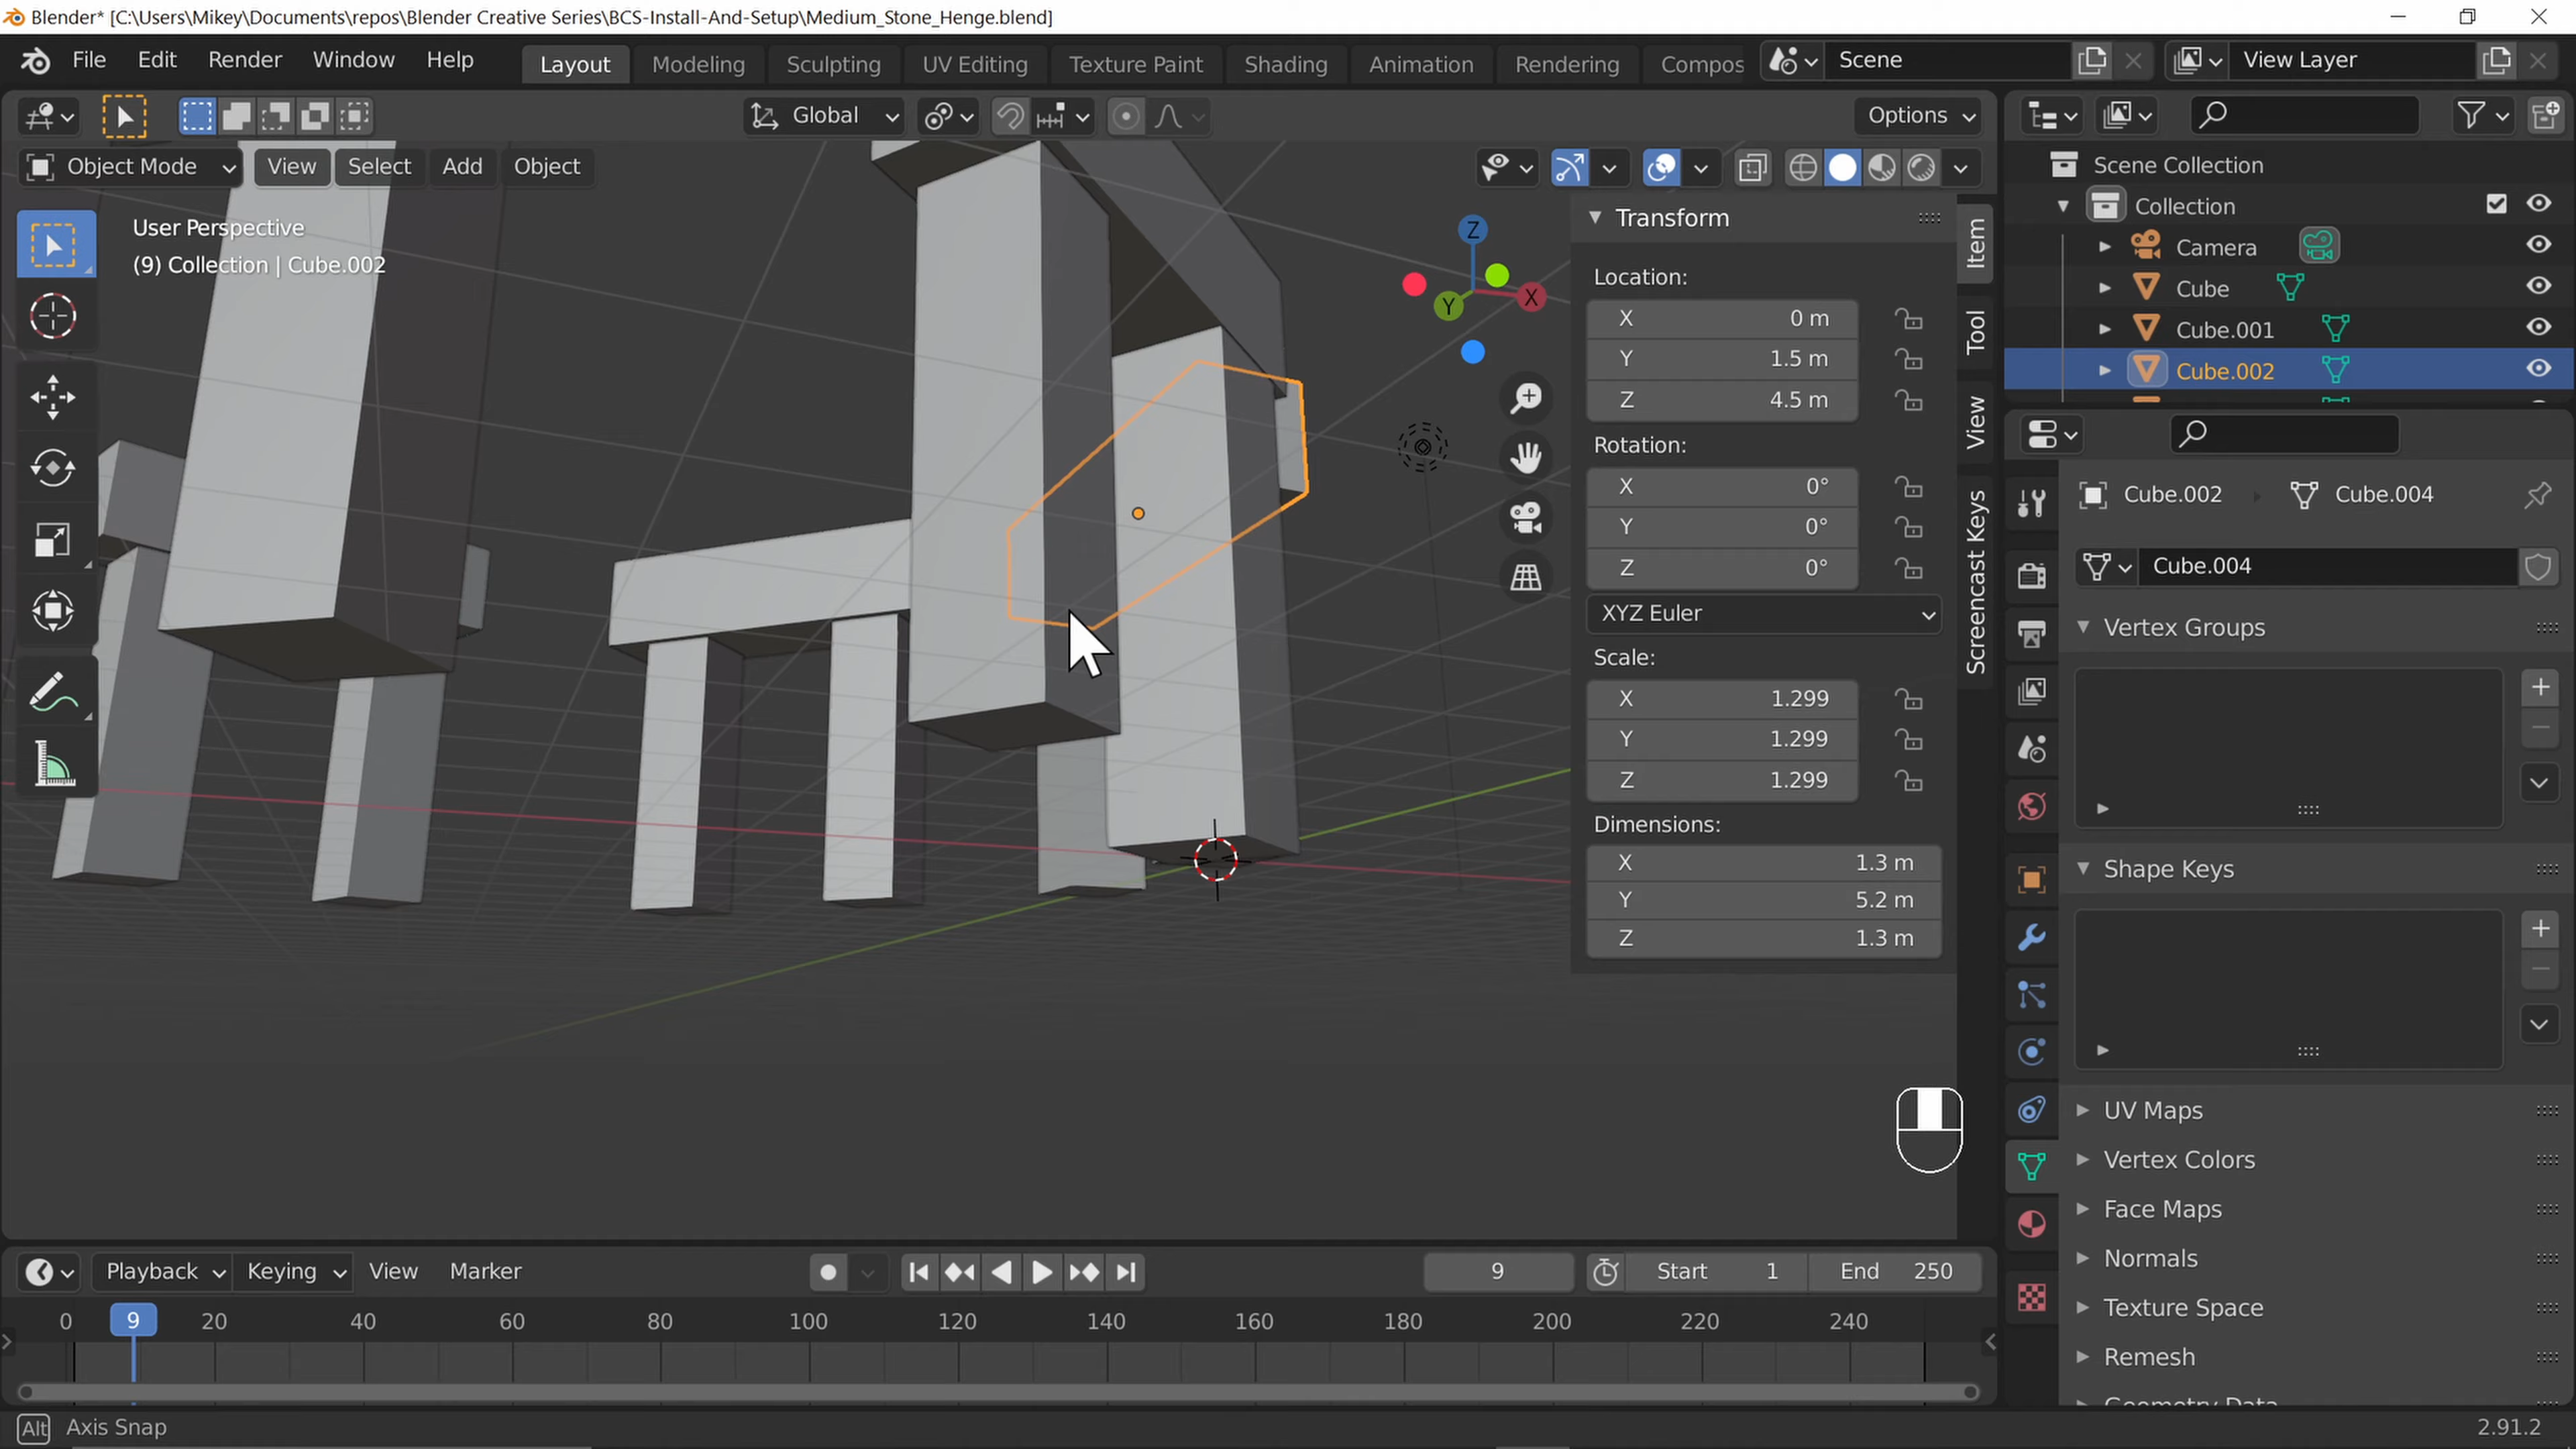 Blender* [C:\Users\Mikey\Documents\repos\Blender Creative Series\BCS-Install-And-Setup\Medium_Stone_Henge.blend]
File Edit Render Window Help Layout Modeling Sculpting UV Editing Texture Paint Shading Animation Rendering Compos Scene View Layer
Global Options
Object Mode View Select Add Object
User Perspective
(9) Collection | Cube.002
Z
X
Y
Transform
Location:
X 0 m
Y 1.5 m
Z 4.5 m
Rotation:
X 0°
Y 0°
Z 0°
XYZ Euler
Scale:
X 1.299
Y 1.299
Z 1.299
Dimensions:
X 1.3 m
Y 5.2 m
Z 1.3 m
Item
Tool
View
Screencast Keys
Scene Collection
Collection
Camera
Cube
Cube.001
Cube.002
Cube.002 Cube.004
Cube.004
Vertex Groups
Shape Keys
UV Maps
Vertex Colors
Face Maps
Normals
Texture Space
Remesh
Geometry Data
Playback Keying View Marker 9 Start 1 End 250
0 9 20 40 60 80 100 120 140 160 180 200 220 240
Alt Axis Snap 2.91.2